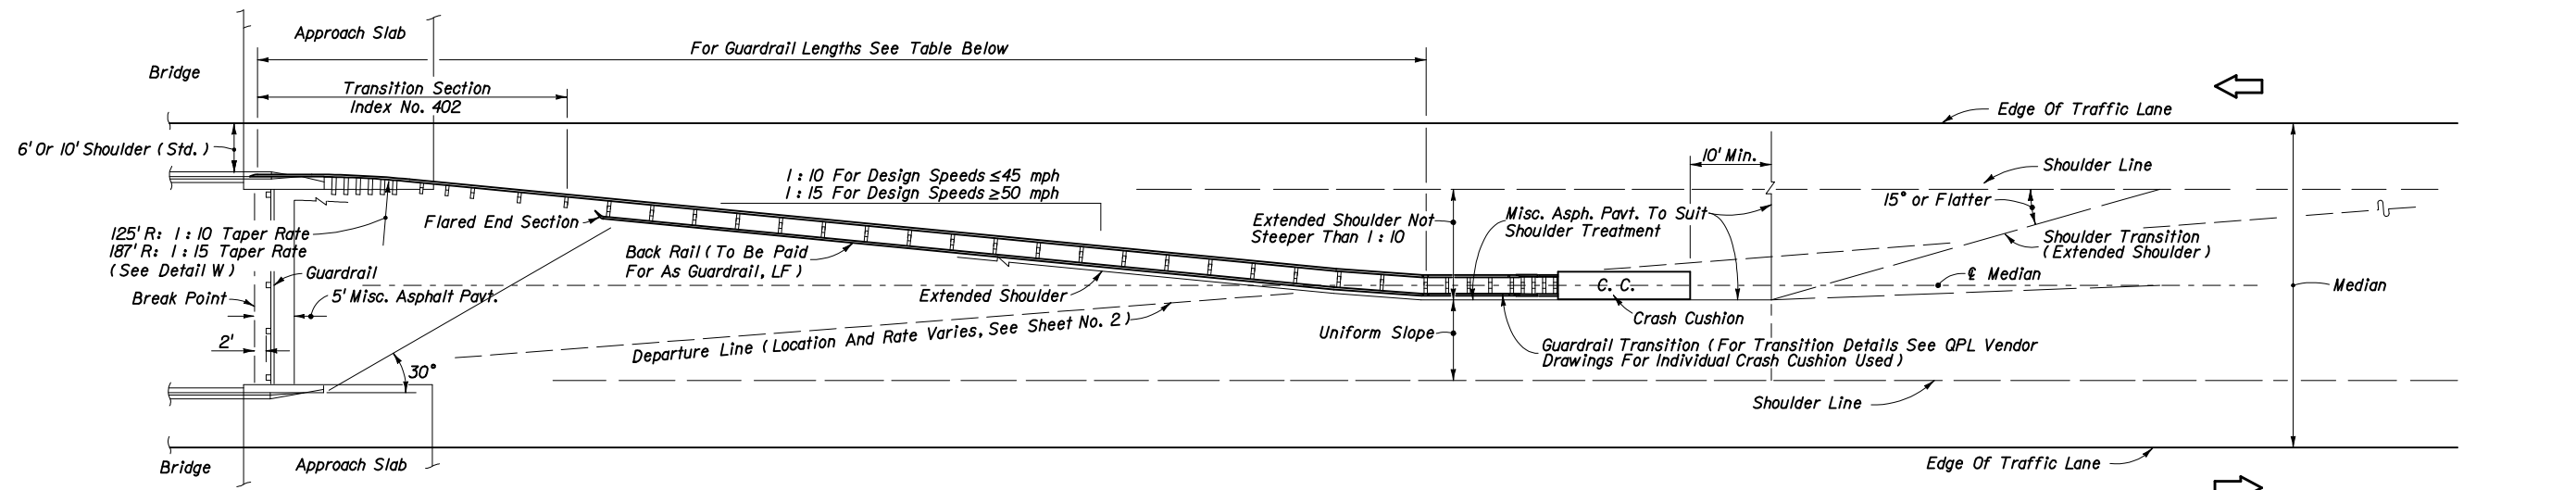 Approach Slab
For Guardrail Lengths See Table Below
Bridge
Transition Section
Index No. 402
Edge Of Traffic Lane
6' Or 10' Shoulder (Std.)
10' Min.
Shoulder Line
1:10 For Design Speeds ≤45 mph
1:15 For Design Speeds ≥50 mph
15° or Flatter
Flared End Section
Extended Shoulder Not
Steeper Than 1:10
Misc. Asph. Pavt. To Suit
Shoulder Treatment
125' R: 1:10 Taper Rate
187' R: 1:15 Taper Rate
(See Detail W)
Shoulder Transition
(Extended Shoulder)
Back Rail (To Be Paid
For As Guardrail, LF)
Guardrail
℄ Median
C. C.
Median
Break Point
5' Misc. Asphalt Pavt.
Extended Shoulder
Crash Cushion
Departure Line (Location And Rate Varies, See Sheet No. 2)
Uniform Slope
2'
Guardrail Transition (For Transition Details See QPL Vendor
Drawings For Individual Crash Cushion Used)
30°
Shoulder Line
Bridge
Approach Slab
Edge Of Traffic Lane